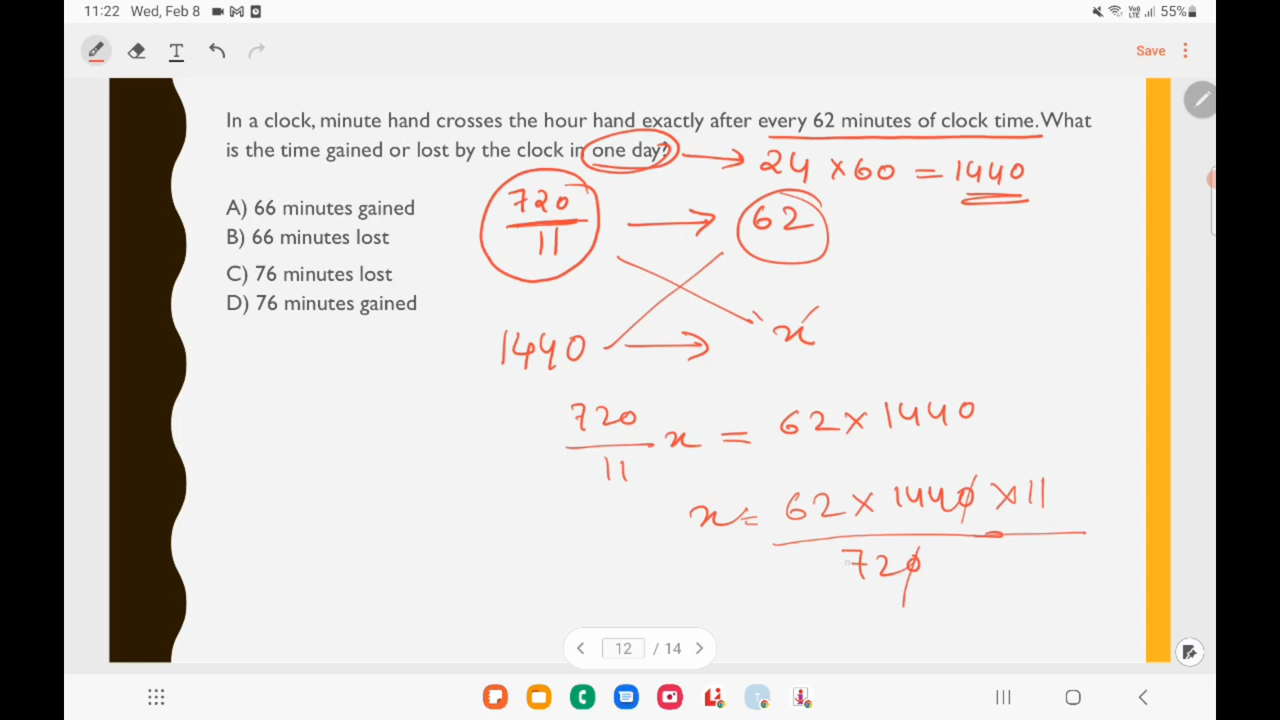 11:22 Wed, Feb 8
VoD LTE 55%
Save
In a clock, minute hand crosses the hour hand exactly after every 62 minutes of clock time. What
is the time gained or lost by the clock in one day? → 24 × 60 = 1440
A) 66 minutes gained
B) 66 minutes lost
C) 76 minutes lost
D) 76 minutes gained
720/11 → 62
1440 → x
720/11 x = 62 × 1440
x = 62 × 1440 × 11 / 720
12 / 14